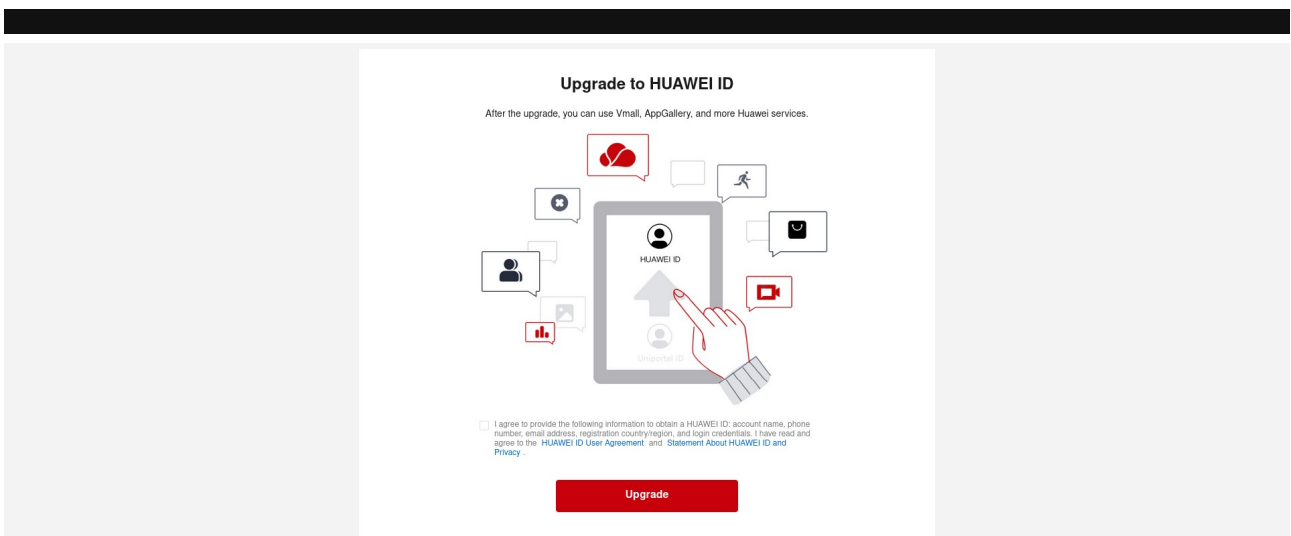 Upgrade to HUAWEI ID
After the upgrade, you can use Vmall, AppGallery, and more Huawei services.
HUAWEI ID
Uniportal ID
I agree to provide the following information to obtain a HUAWEI ID: account name, phone
number, email address, registration country/region, and login credentials. I have read and
agree to the HUAWEI ID User Agreement and Statement About HUAWEI ID and
Privacy .
Upgrade